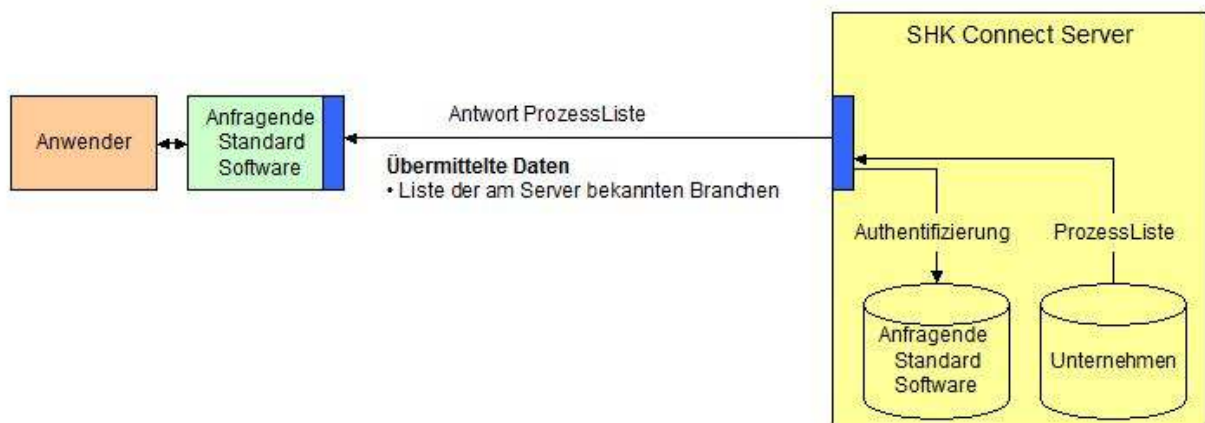 SHK Connect Server
Anwender
Anfragende
Standard
Software
Antwort ProzessListe
Übermittelte Daten
• Liste der am Server bekannten Branchen
Authentifizierung
ProzessListe
Anfragende
Standard
Software
Unternehmen